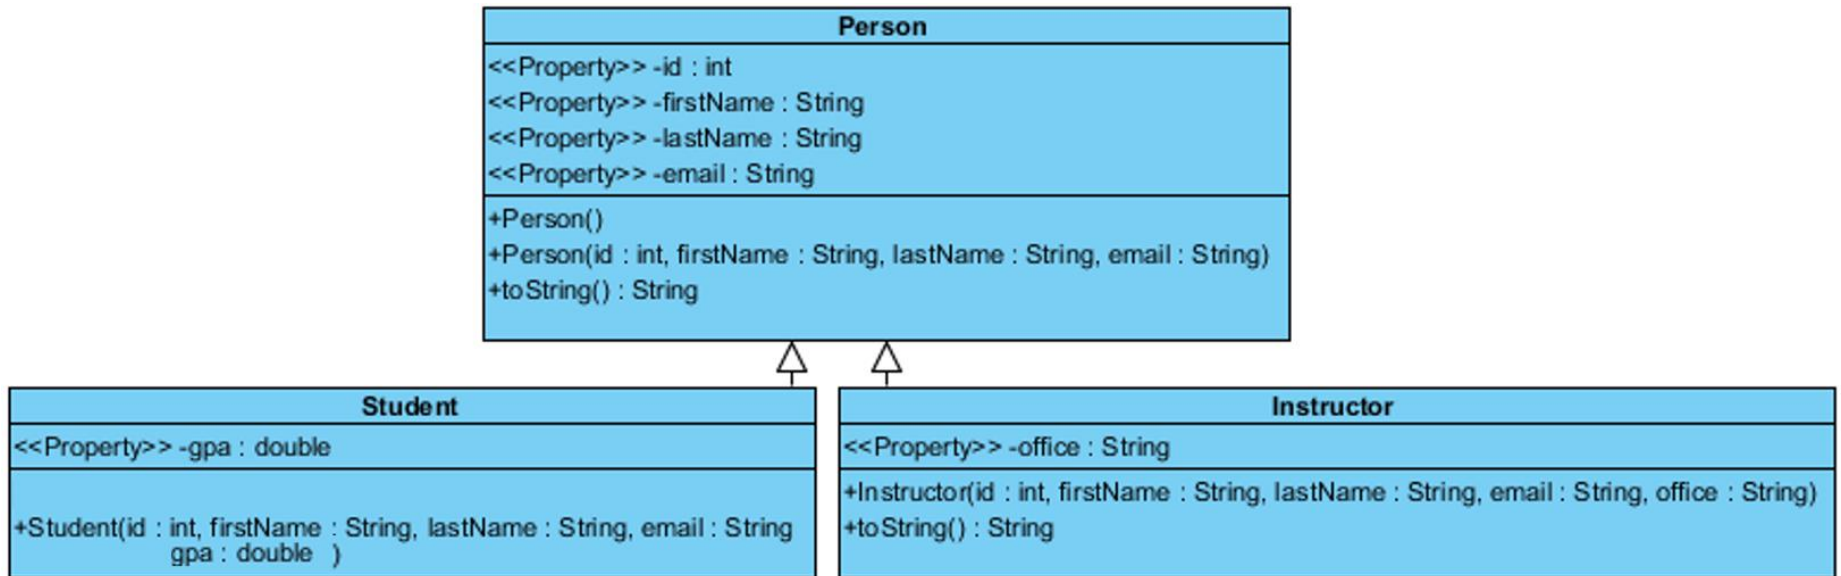 Person
<<Property>> -id : int
<<Property>> -firstName : String
<<Property>> -lastName : String
<<Property>> -email : String
+Person()
+Person(id : int, firstName : String, lastName : String, email : String)
+toString() : String
Student
<<Property>> -gpa : double
+Student(id : int, firstName : String, lastName : String, email : String
gpa : double )
Instructor
<<Property>> -office : String
+Instructor(id : int, firstName : String, lastName : String, email : String, office : String)
+toString() : String